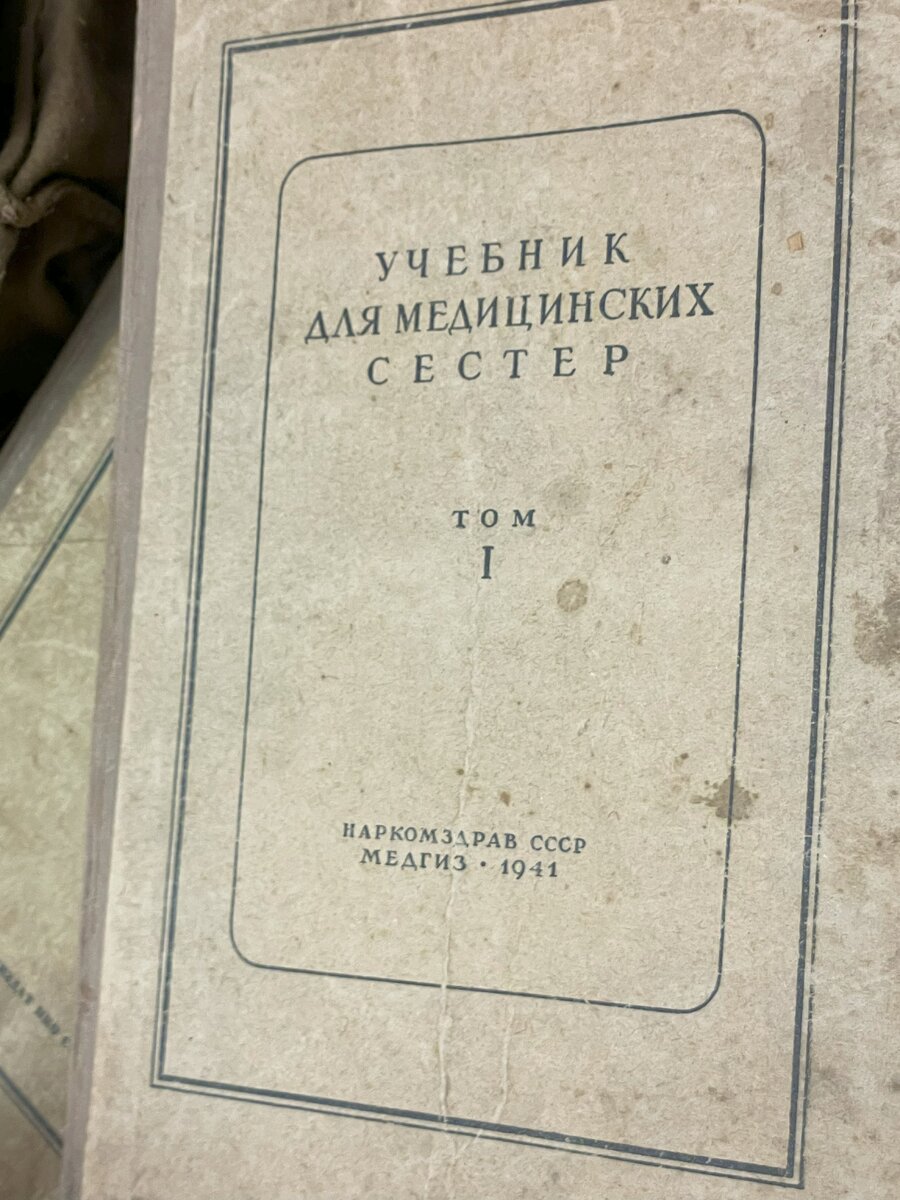 УЧЕБНИК
ДЛЯ МЕДИЦИНСКИХ
СЕСТЕР
ТОМ
I
НАРКОМЗДРАВ СССР
МЕДГИЗ • 1941